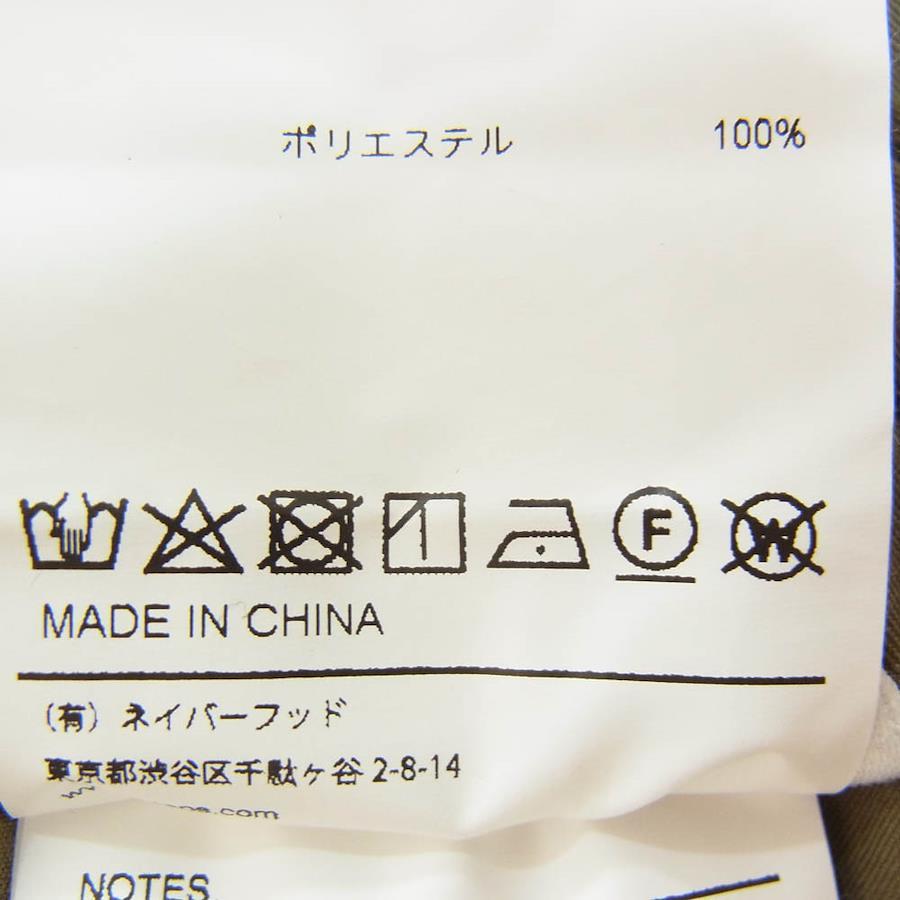 ポリエステル 100%
F W
MADE IN CHINA
(有) ネイバーフッド
東京都渋谷区千駄ヶ谷 2-8-14
.com
NOTES